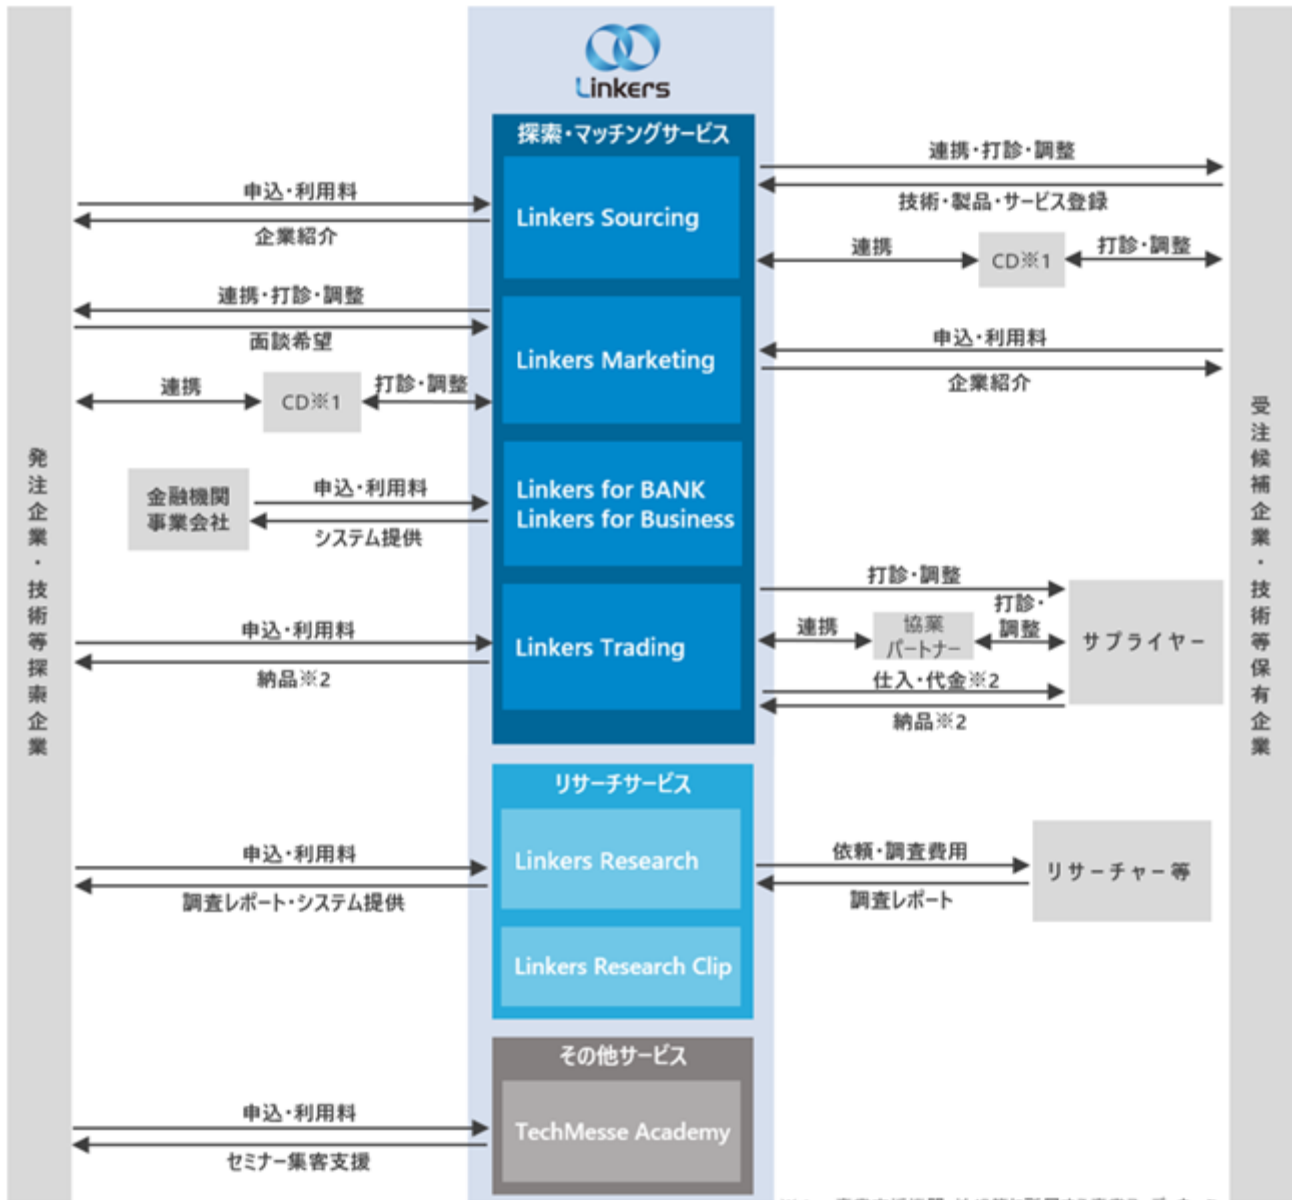 Linkers
探索・マッチングサービス
Linkers Sourcing
申込・利用料
企業紹介
連携・打診・調整
技術・製品・サービス登録
連携
CD※1
打診・調整
Linkers Marketing
連携・打診・調整
面談希望
連携
CD※1
打診・調整
申込・利用料
企業紹介
Linkers for BANK
Linkers for Business
金融機関
事業会社
申込・利用料
システム提供
Linkers Trading
申込・利用料
納品※2
打診・調整
連携
協業
パートナー
打診・
調整
サプライヤー
仕入・代金※2
納品※2
リサーチサービス
Linkers Research
申込・利用料
調査レポート・システム提供
依頼・調査費用
調査レポート
リサーチャー等
Linkers Research Clip
その他サービス
TechMesse Academy
申込・利用料
セミナー集客支援
発注企業・技術等探索企業
受注候補企業・技術等保有企業